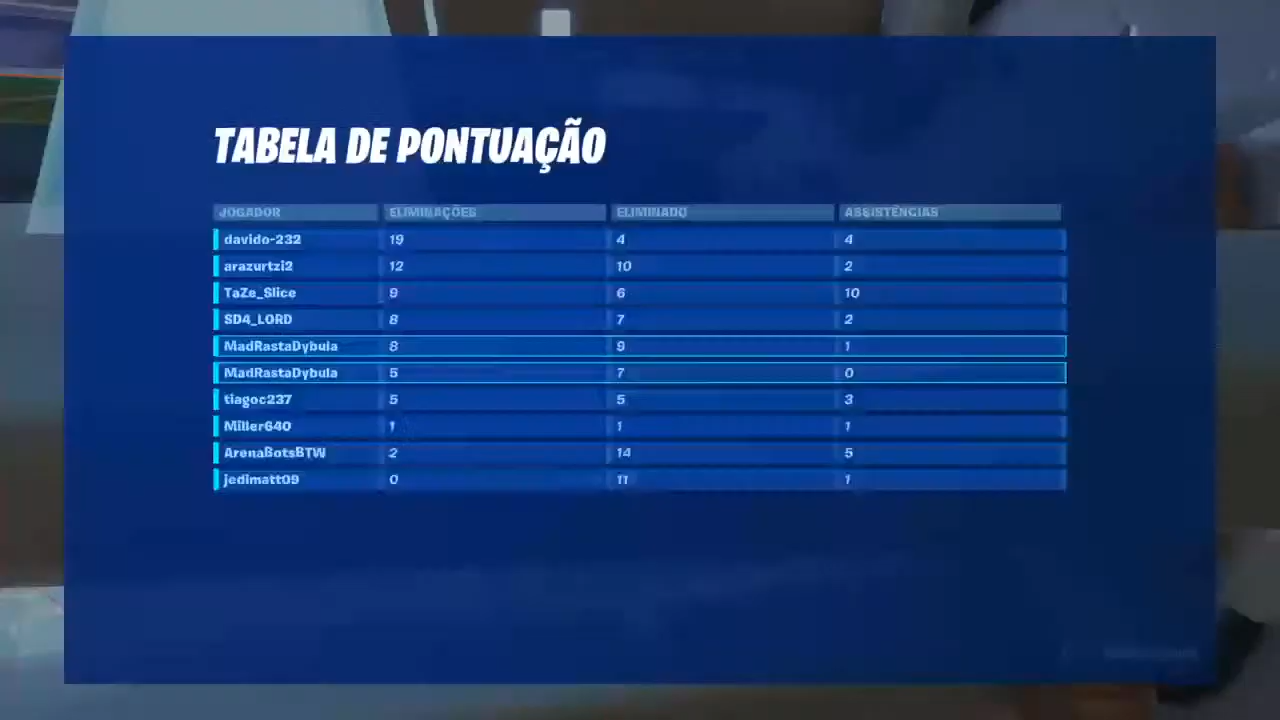 TABELA DE PONTUAÇÃO
JOGADOR ELIMINAÇÕES ELIMINADO ASSISTÊNCIAS
davido-232 19 4 4
arazurtzi2 12 10 2
TaZe_Slice 9 6 10
SD4_LORD 8 7 2
MadRastaDybula 8 9 1
MadRastaDybula 5 7 0
tiagoc237 5 5 3
Miller640 1 1 1
ArenaBotsBTW 2 14 5
jedimatt09 0 11 1